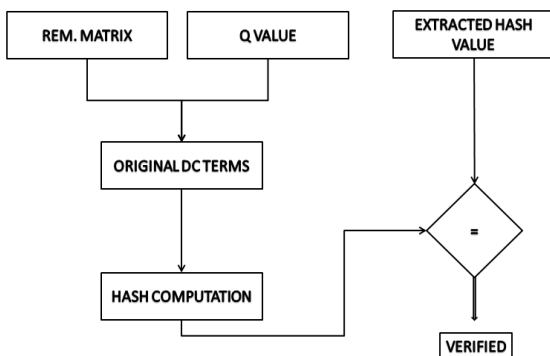 REM. MATRIX
Q VALUE
EXTRACTED HASH
VALUE
ORIGINAL DC TERMS
=
HASH COMPUTATION
VERIFIED